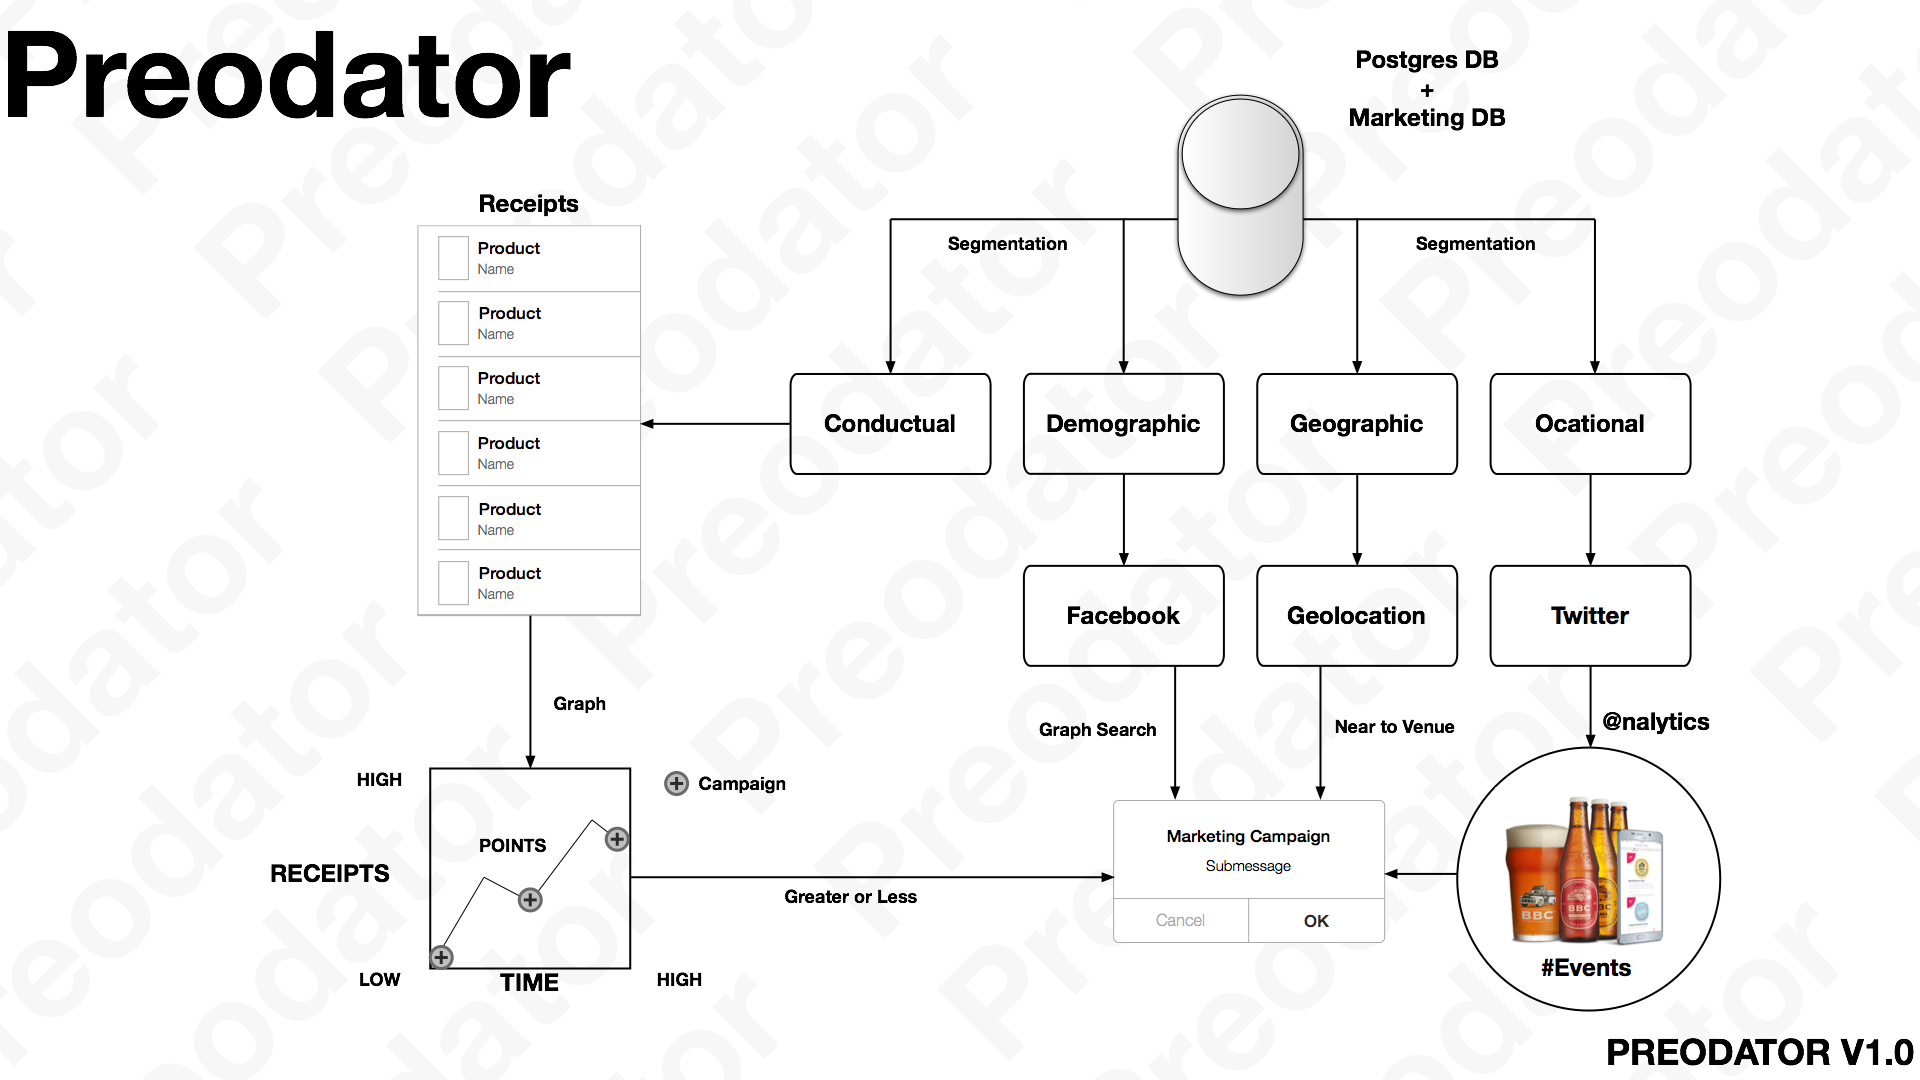 Preodator
Postgres DB
+
Marketing DB
Receipts
Product
Name
Product
Name
Product
Name
Product
Name
Product
Name
Product
Name
Segmentation
Segmentation
Conductual
Demographic
Geographic
Ocational
Facebook
Geolocation
Twitter
Graph
Graph Search
Near to Venue
@nalytics
HIGH
Campaign
POINTS
RECEIPTS
LOW
TIME
HIGH
Greater or Less
Marketing Campaign
Submessage
Cancel
OK
BBC
BBC
#Events
PREODATOR V1.0